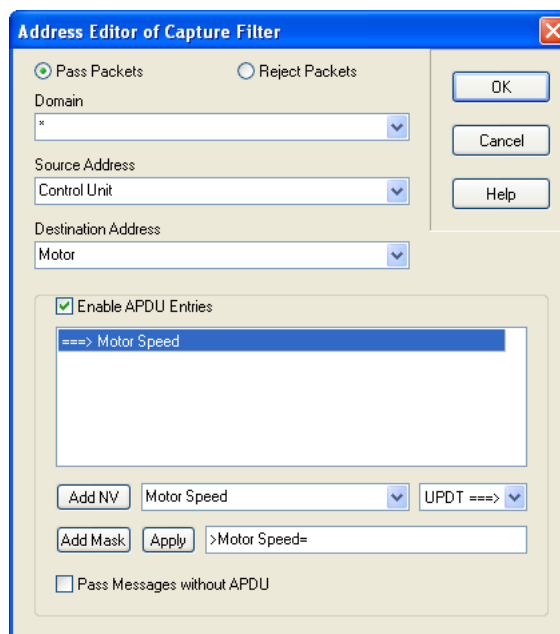 Address Editor of Capture Filter
Pass Packets
Reject Packets
OK
Domain
*
Cancel
Source Address
Control Unit
Help
Destination Address
Motor
Enable APDU Entries
===> Motor Speed
Add NV
Motor Speed
UPDT ===>
Add Mask
Apply
>Motor Speed=
Pass Messages without APDU